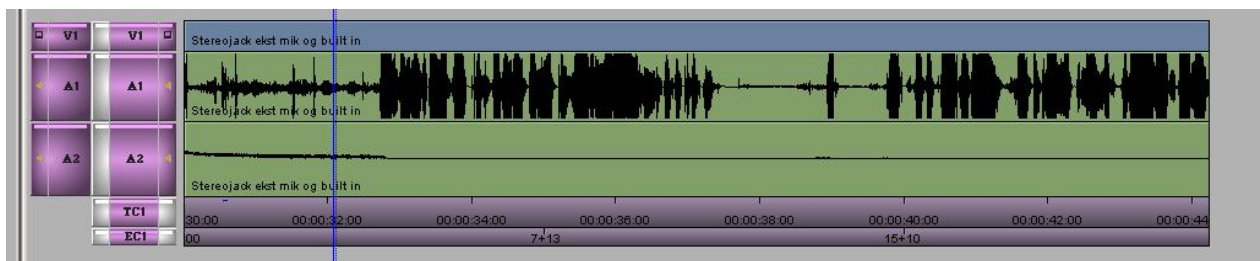 V1 V1 Stereojack ekst mik og built in
A1 A1
Stereojack ekst mik og built in
A2 A2
Stereojack ekst mik og built in
TC1 30:00 00:00:32:00 00:00:34:00 00:00:36:00 00:00:38:00 00:00:40:00 00:00:42:00 00:00:44
EC1 00 7+13 15+10